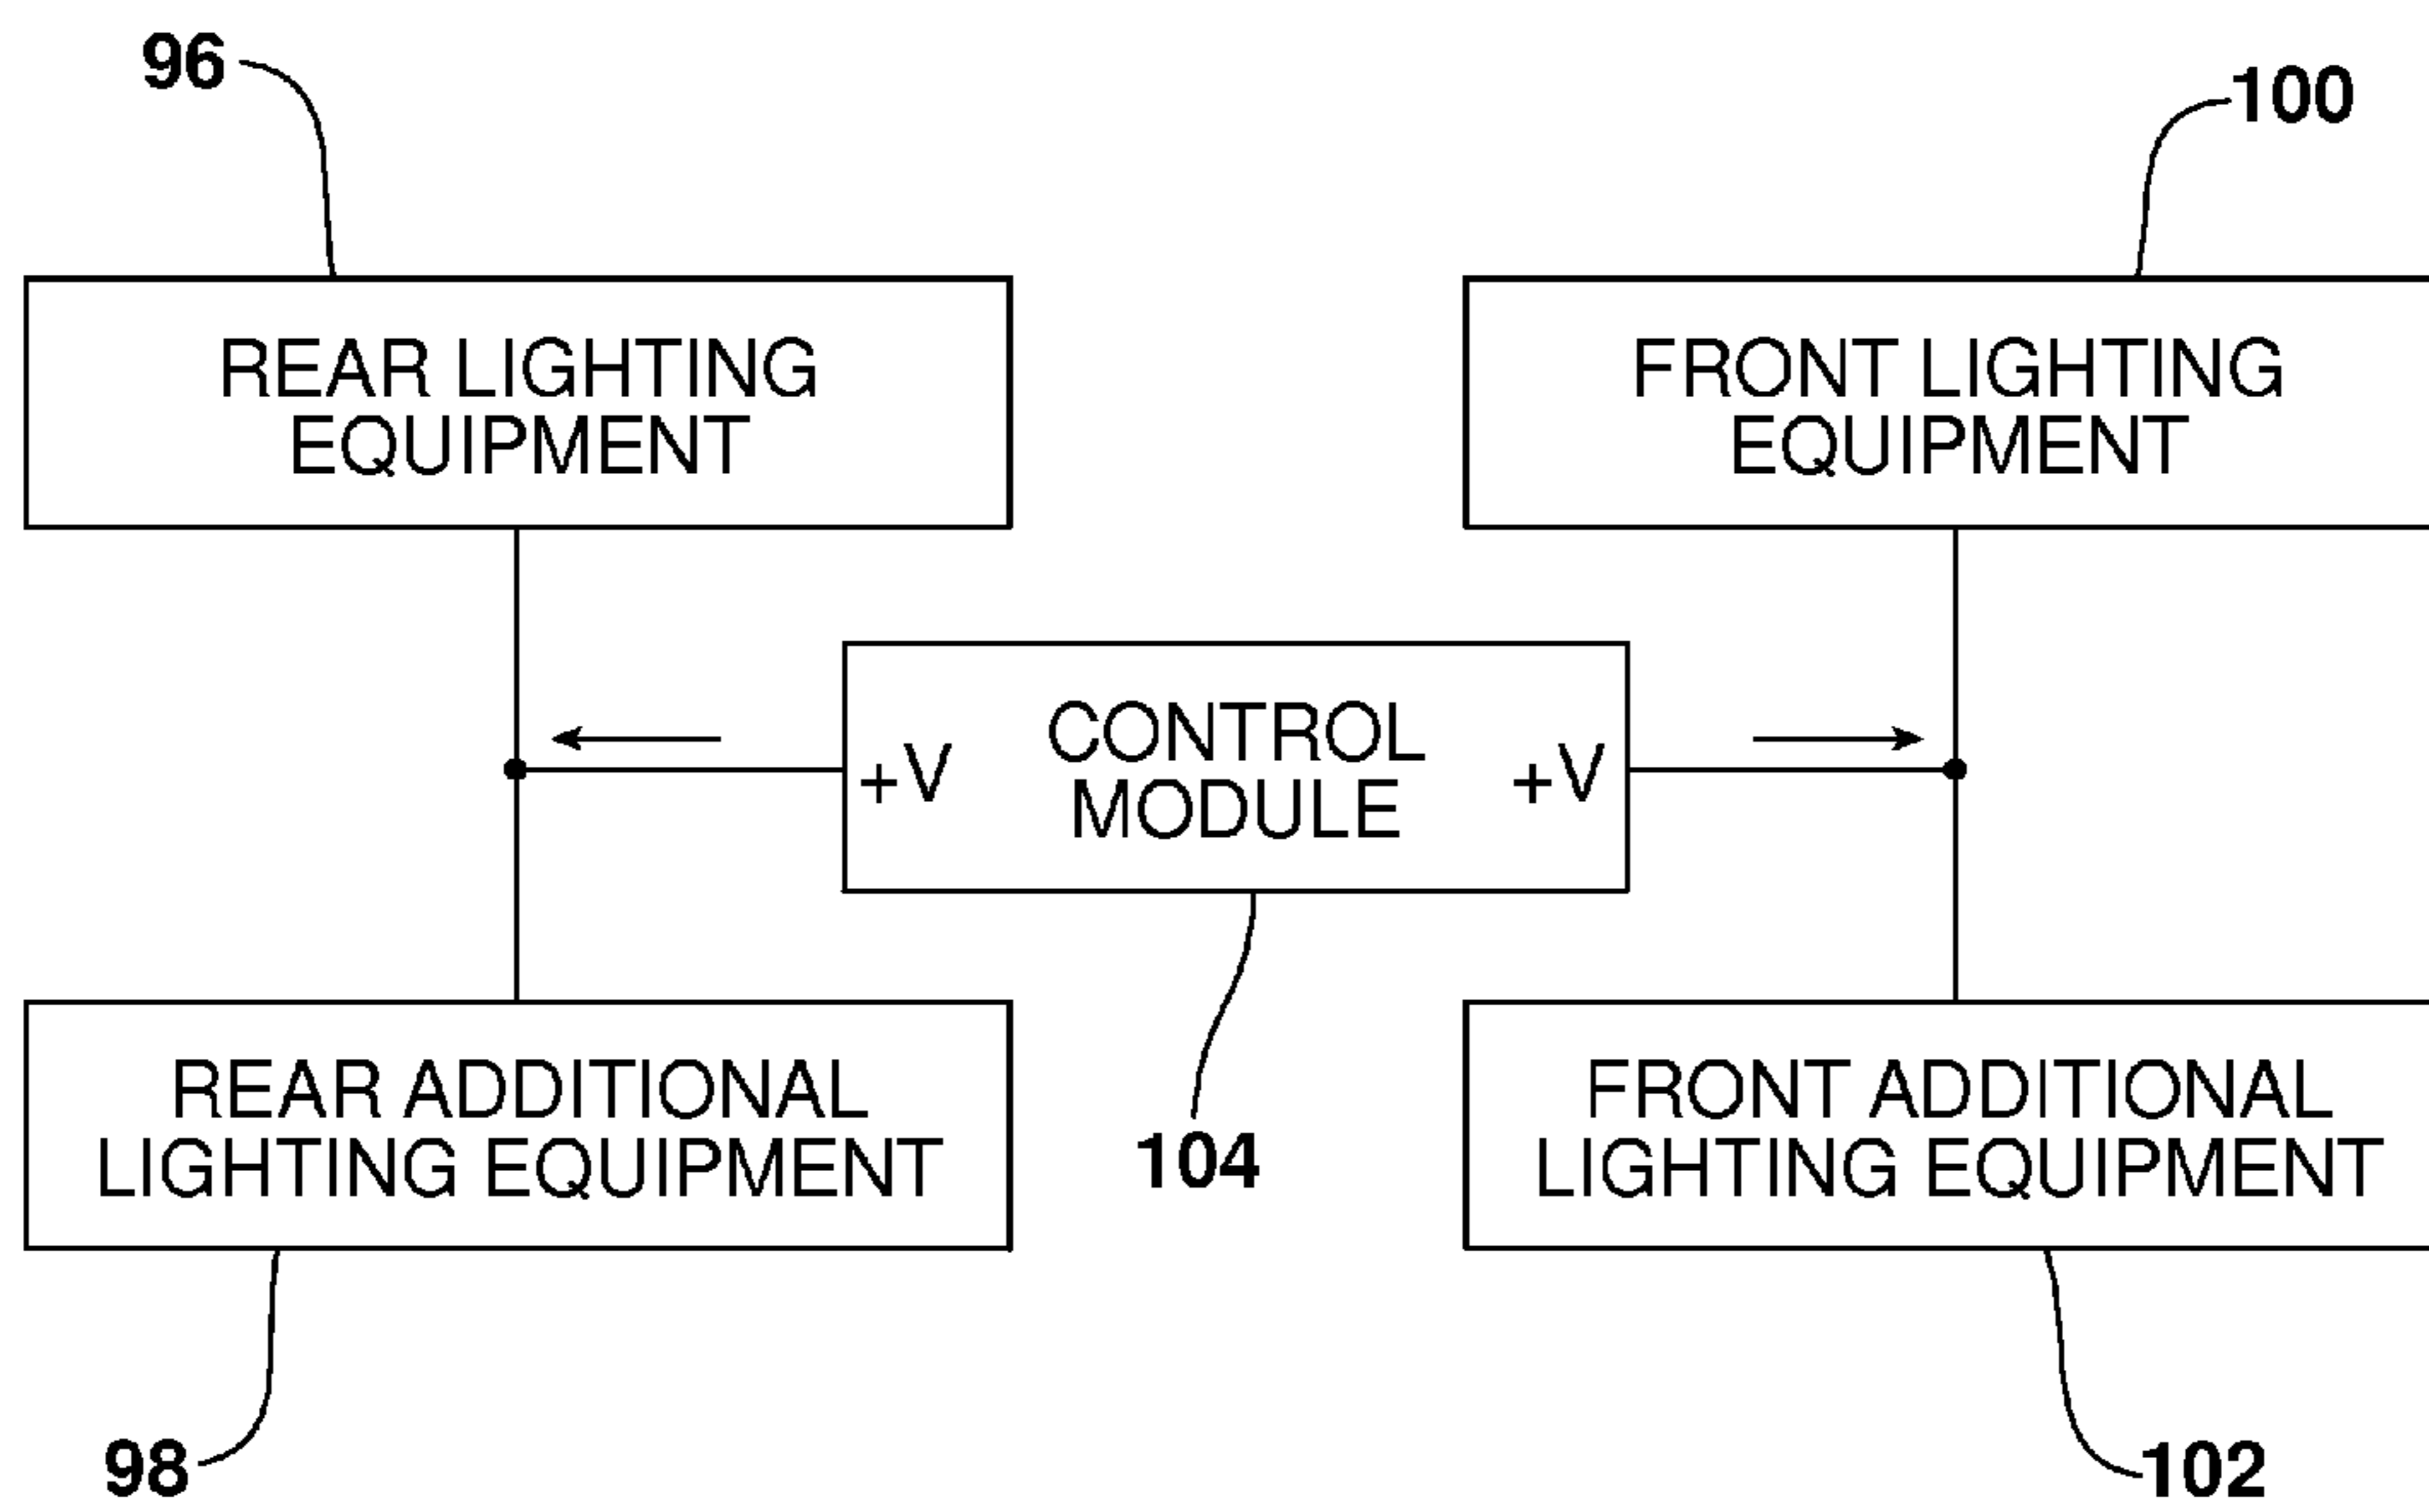 96
100
REAR LIGHTING
EQUIPMENT
FRONT LIGHTING
EQUIPMENT
+V
CONTROL
MODULE
+V
REAR ADDITIONAL
LIGHTING EQUIPMENT
104
FRONT ADDITIONAL
LIGHTING EQUIPMENT
98
102